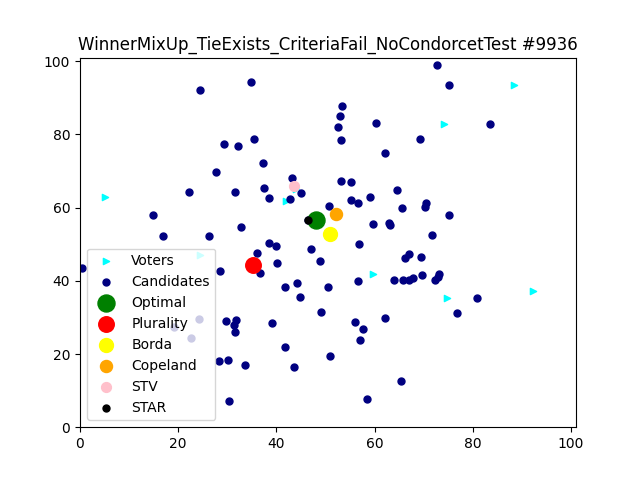 WinnerMixUp_TieExists_CriteriaFail_NoCondorcetTest #9936
100
80
60
40
20
0
Voters
Candidates
Optimal
Plurality
Borda
Copeland
STV
STAR
0 20 40 60 80 100